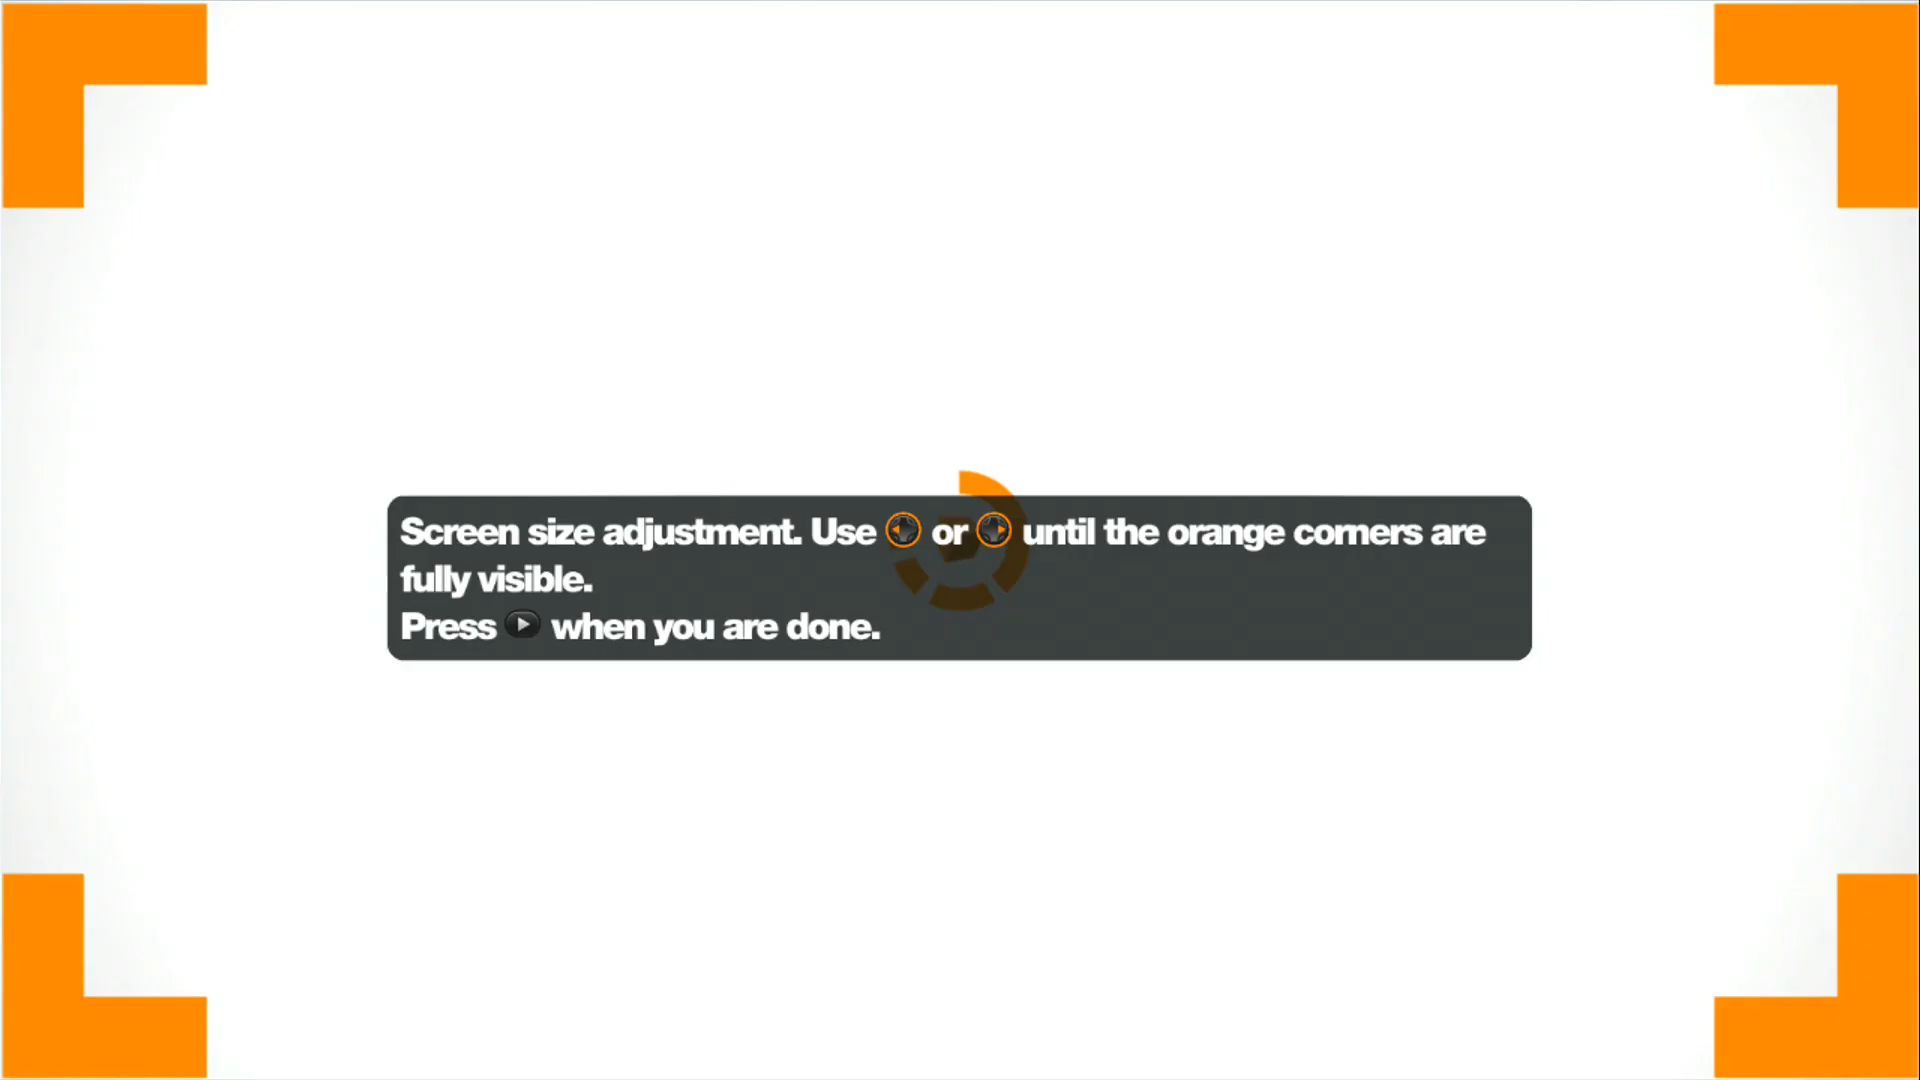 Screen size adjustment. Use or until the orange corners are
fully visible.
Press when you are done.